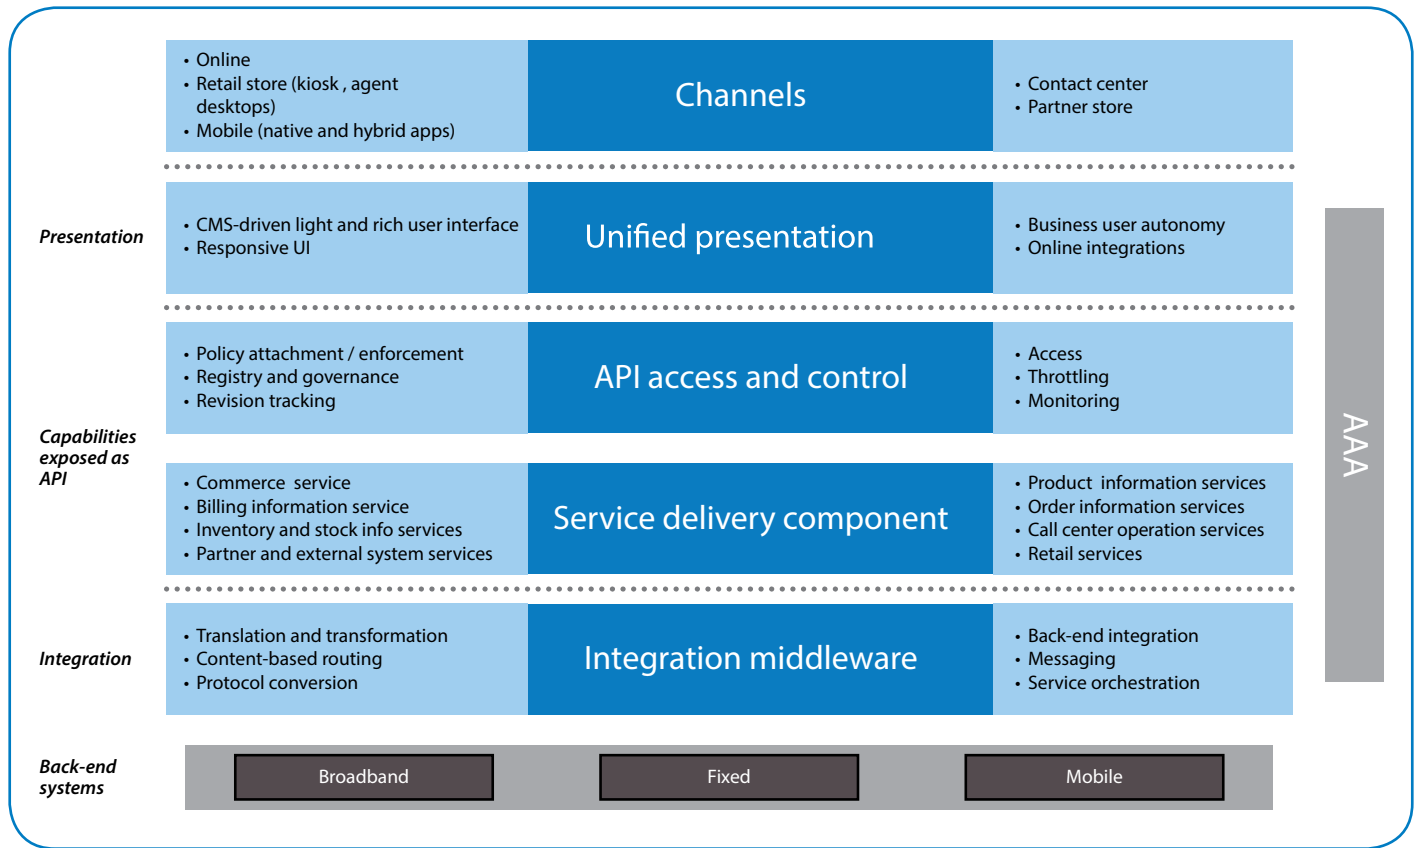 • Online
• Retail store (kiosk , agent
desktops)
• Mobile (native and hybrid apps)
Channels
• Contact center
• Partner store
Presentation
• CMS-driven light and rich user interface
• Responsive UI
Unified presentation
• Business user autonomy
• Online integrations
Capabilities
exposed as
API
• Policy attachment / enforcement
• Registry and governance
• Revision tracking
API access and control
• Access
• Throttling
• Monitoring
• Commerce  service
• Billing information service
• Inventory and stock info services
• Partner and external system services
Service delivery component
• Product  information services
• Order information services
• Call center operation services
• Retail services
AAA
Integration
• Translation and transformation
• Content-based routing
• Protocol conversion
Integration middleware
• Back-end integration
• Messaging
• Service orchestration
Back-end
systems
Broadband
Fixed
Mobile